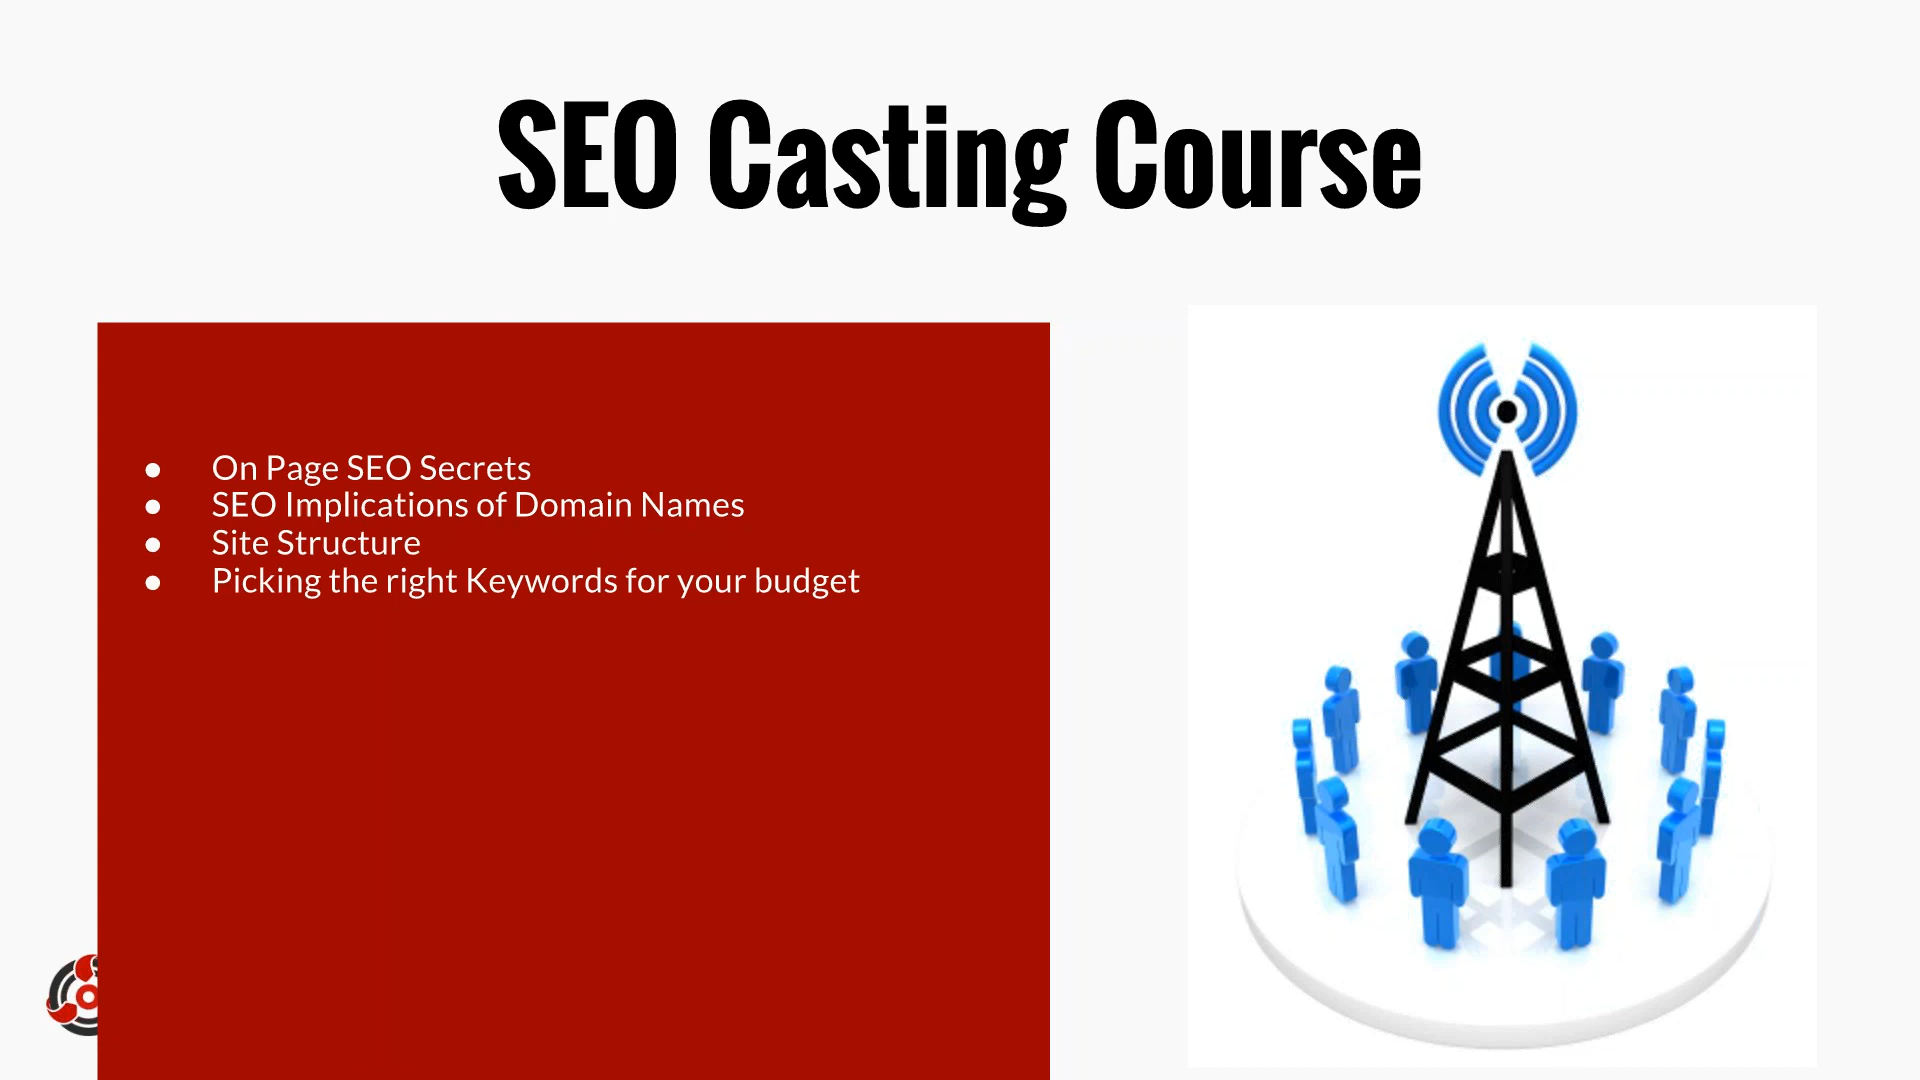 SEO Casting Course
● On Page SEO Secrets
● SEO Implications of Domain Names
● Site Structure
● Picking the right Keywords for your budget